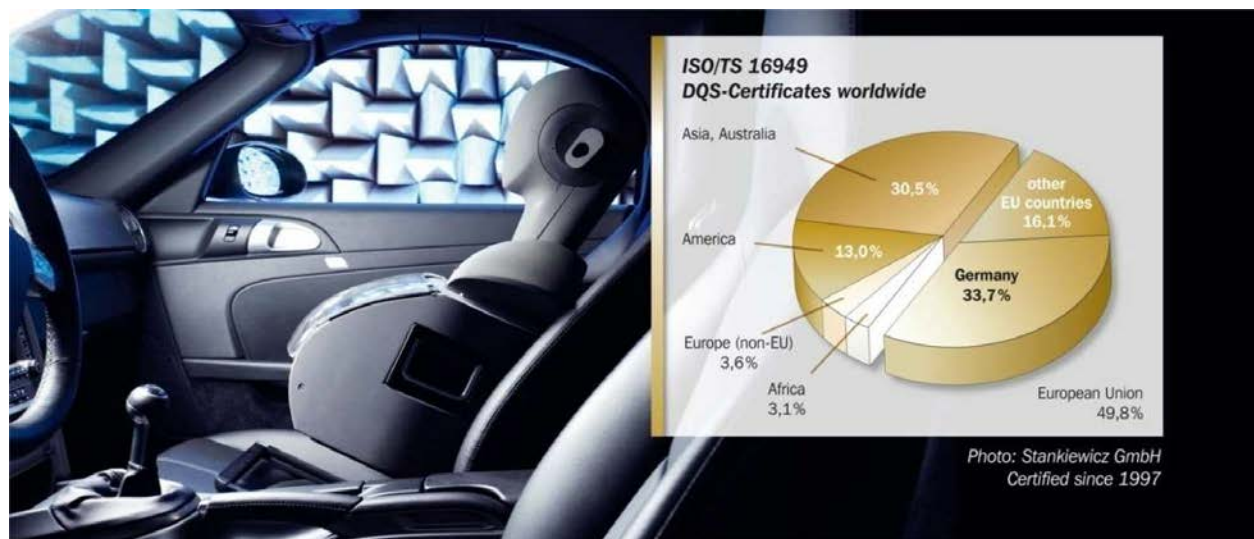 ISO/TS 16949
DQS-Certificates worldwide
Asia, Australia
30,5%
other
EU countries
16,1%
America
13,0%
Germany
33,7%
Europe (non-EU)
3,6%
Africa
3,1%
European Union
49,8%
Photo: Stankiewicz GmbH
Certified since 1997